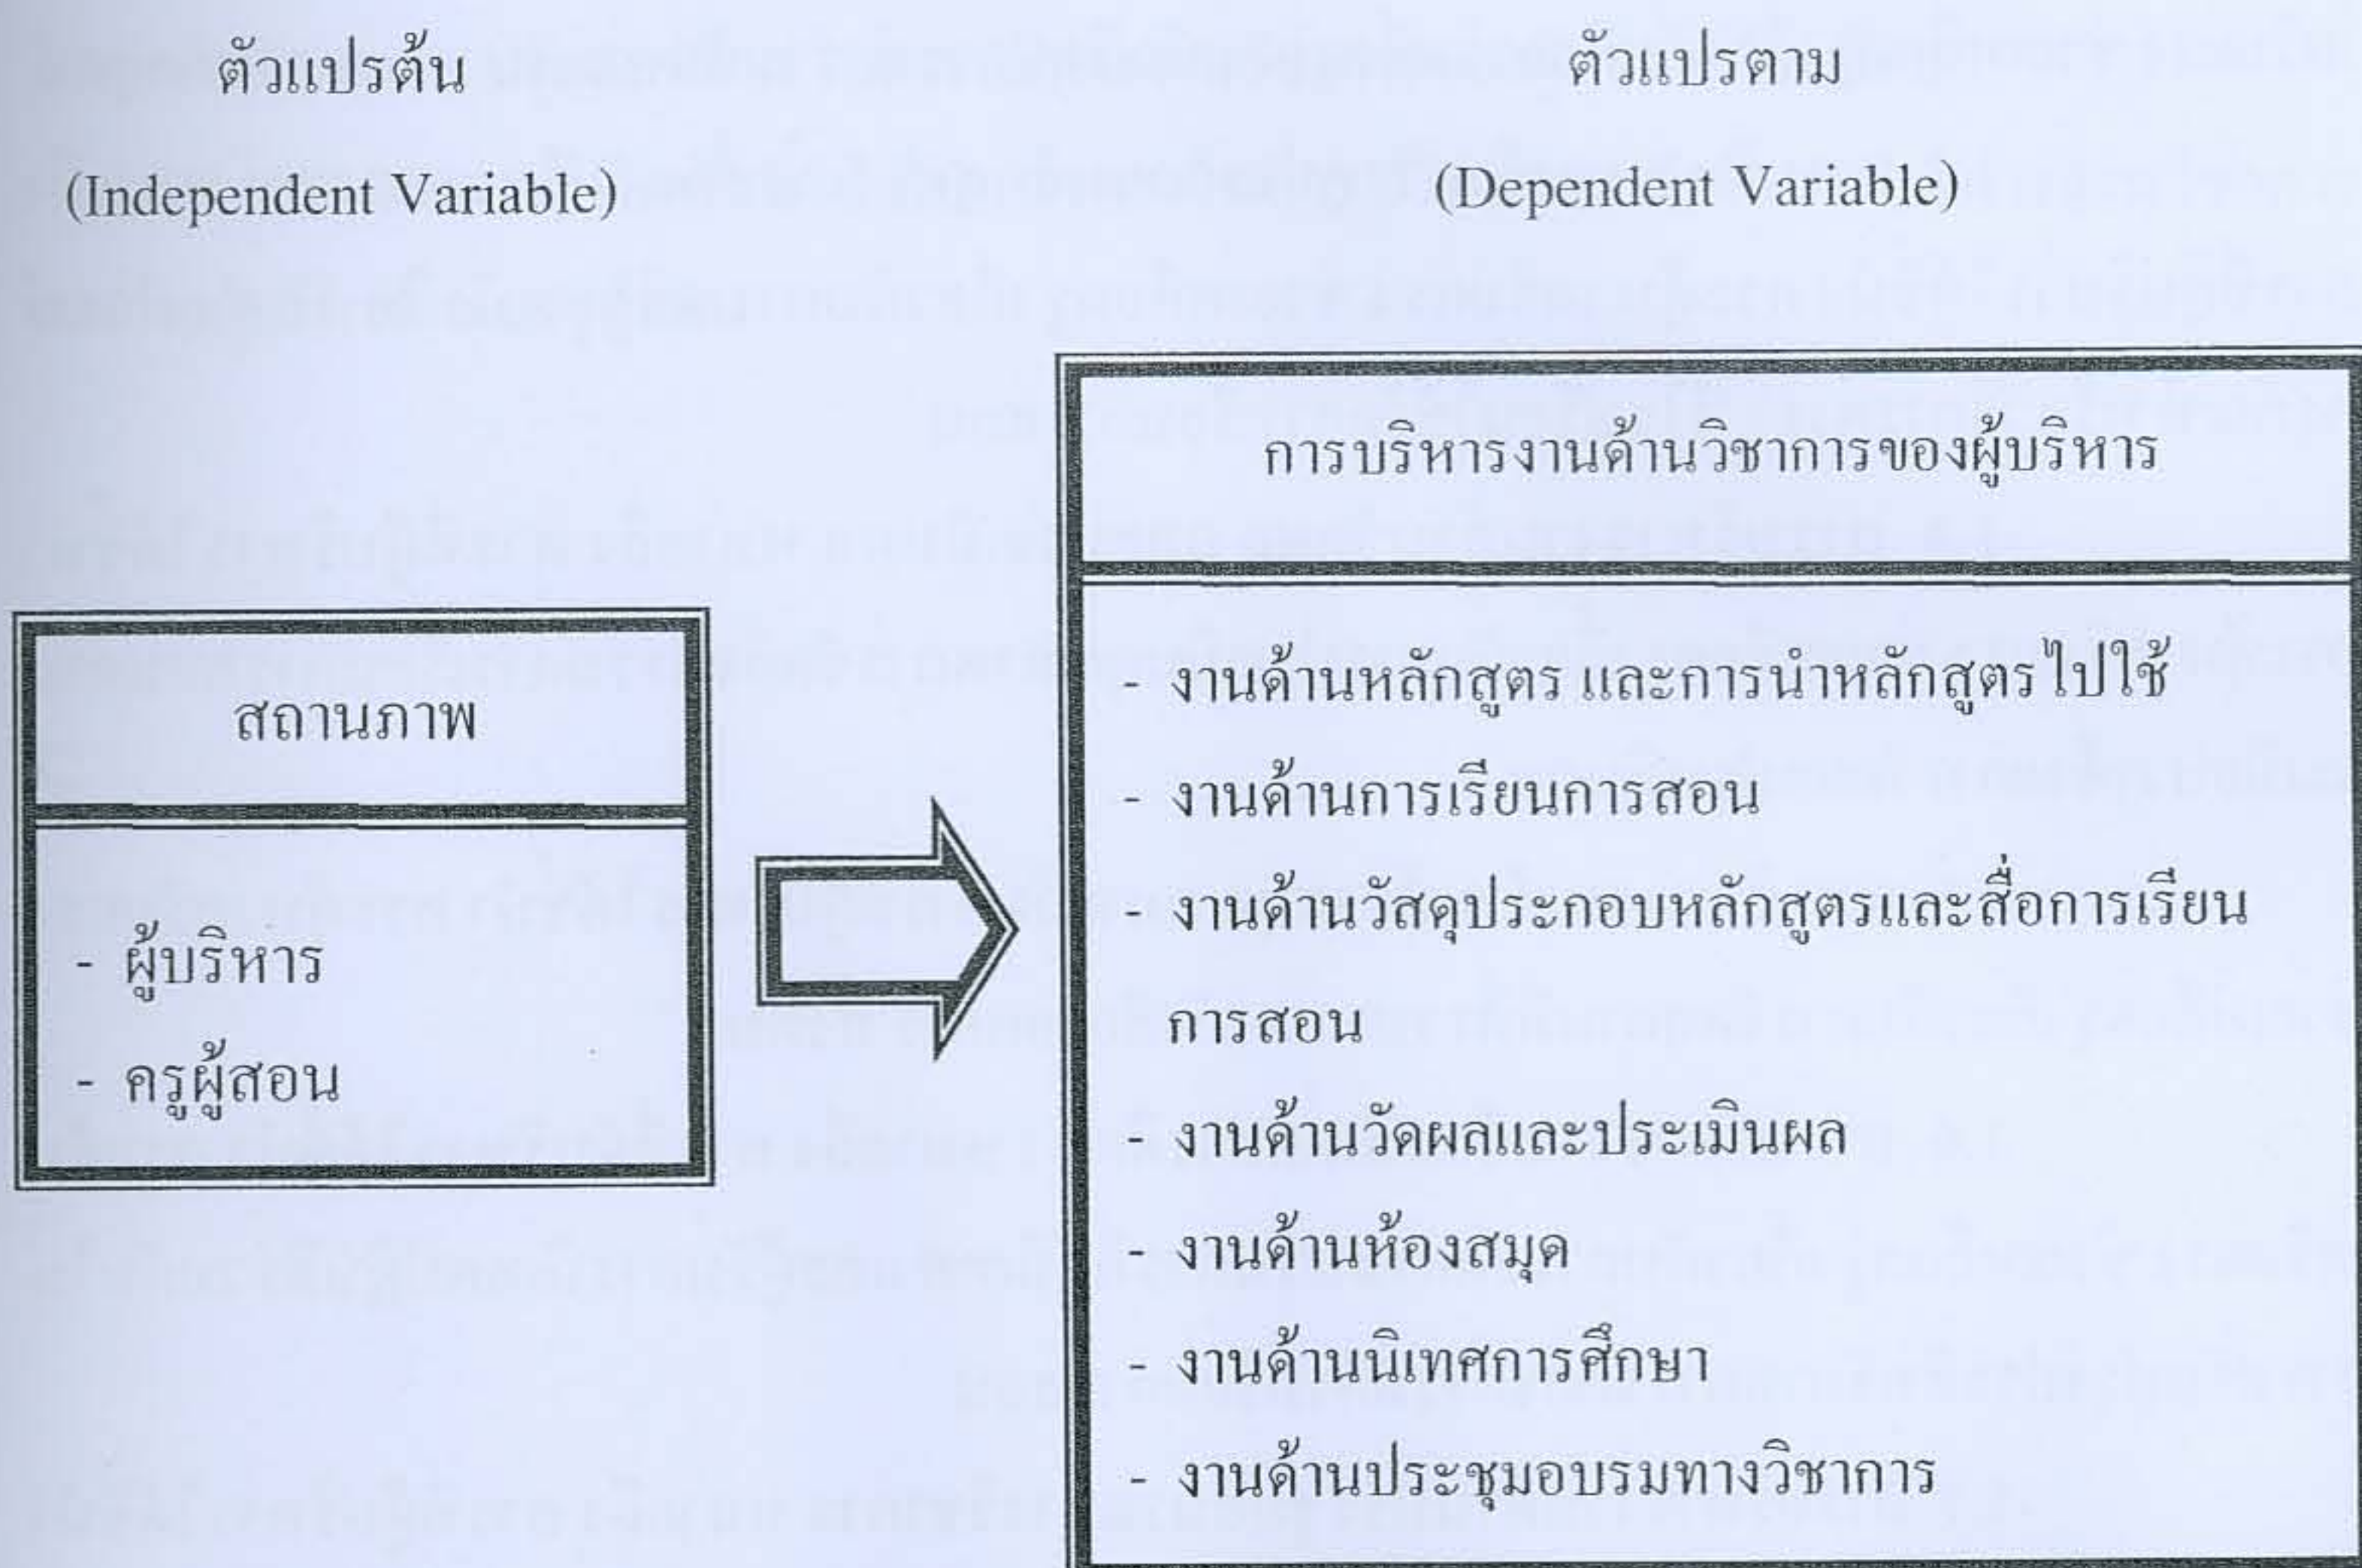 ตัวแปรต้น
(Independent Variable)
ตัวแปรตาม
(Dependent Variable)
สถานภาพ
- ผู้บริหาร
- ครูผู้สอน
การบริหารงานด้านวิชาการของผู้บริหาร
- งานด้านหลักสูตร และการนำหลักสูตรไปใช้
- งานด้านการเรียนการสอน
- งานด้านวัสดุประกอบหลักสูตรและสื่อการเรียน
การสอน
- งานด้านวัดผลและประเมินผล
- งานด้านห้องสมุด
- งานด้านนิเทศการศึกษา
- งานด้านประชุมอบรมทางวิชาการ